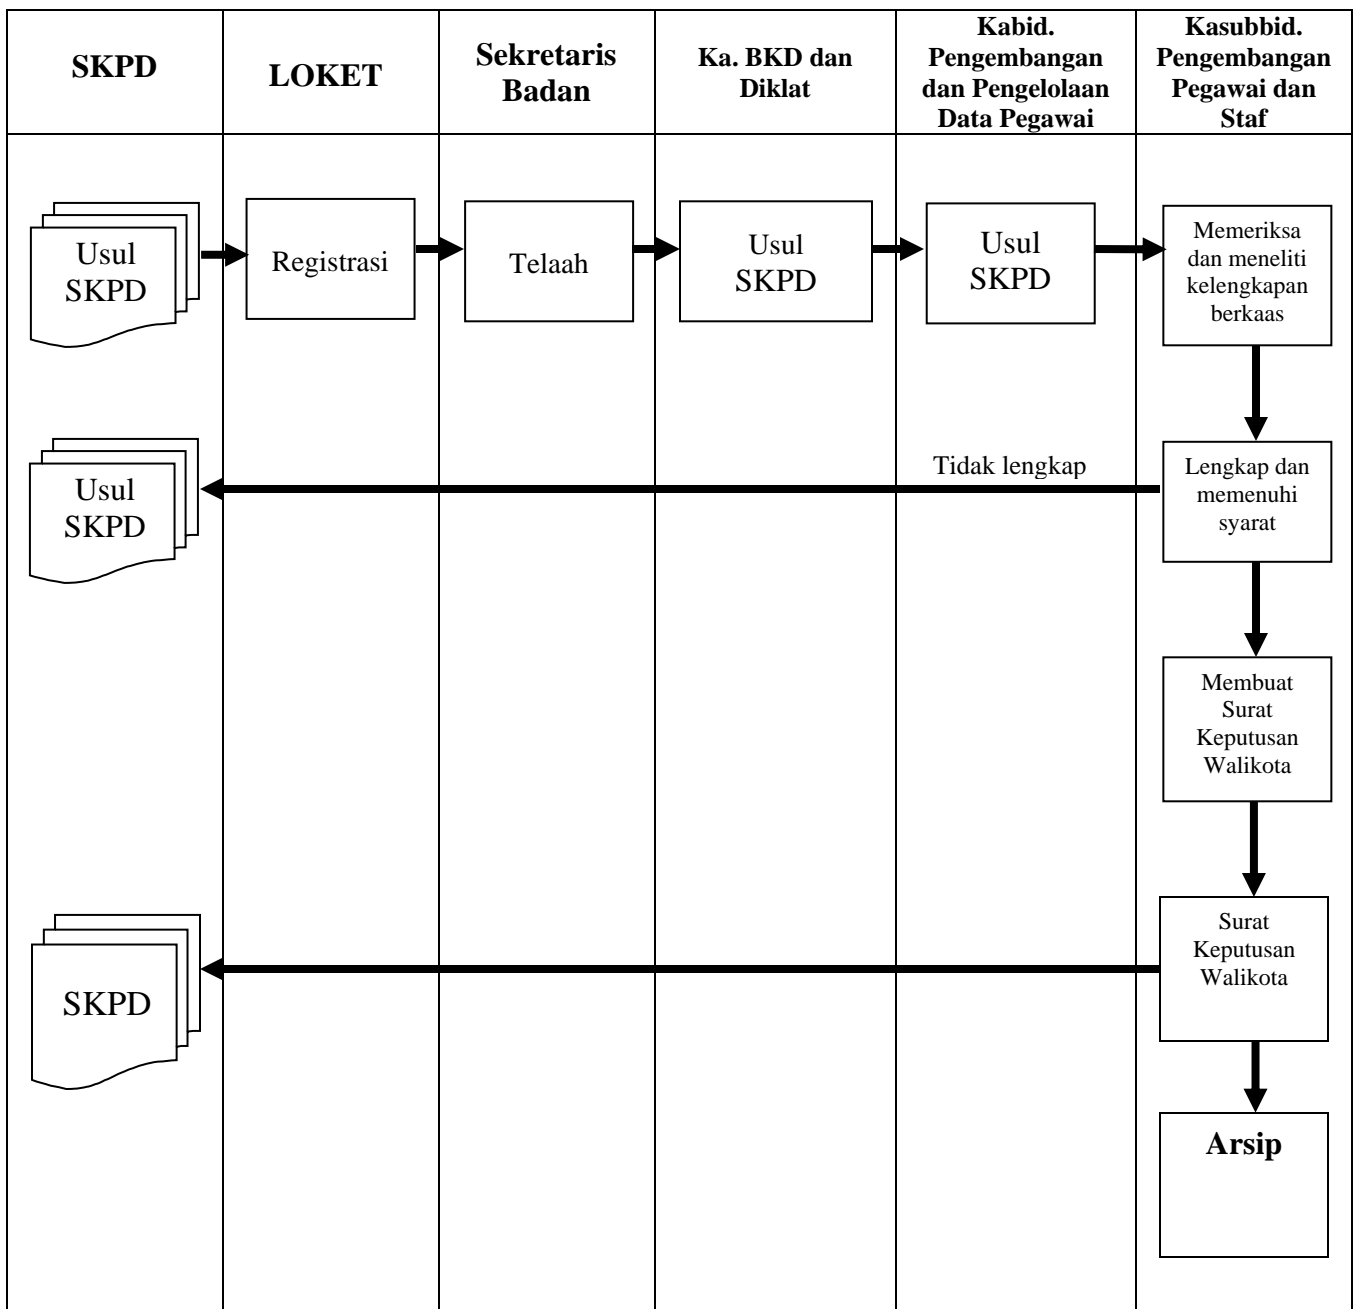 SKPD
LOKET
Sekretaris
Badan
Ka. BKD dan
Diklat
Kabid.
Pengembangan
dan Pengelolaan
Data Pegawai
Kasubbid.
Pengembangan
Pegawai dan
Staf
Usul
SKPD
Registrasi
Telaah
Usul
SKPD
Usul
SKPD
Memeriksa
dan meneliti
kelengkapan
berkaas
Usul
SKPD
Tidak lengkap
Lengkap dan
memenuhi
syarat
Membuat
Surat
Keputusan
Walikota
SKPD
Surat
Keputusan
Walikota
Arsip